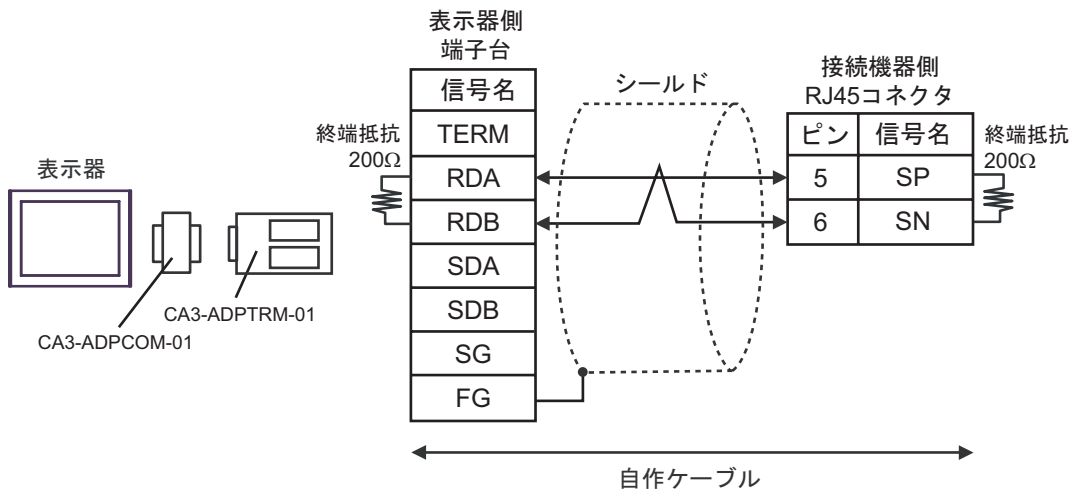 表示器
CA3-ADPCOM-01
CA3-ADPTRM-01
表示器側
端子台
信号名
TERM
RDA
RDB
SDA
SDB
SG
FG
終端抵抗
200Ω
シールド
接続機器側
RJ45コネクタ
ピン 信号名
5 SP
6 SN
終端抵抗
200Ω
自作ケーブル